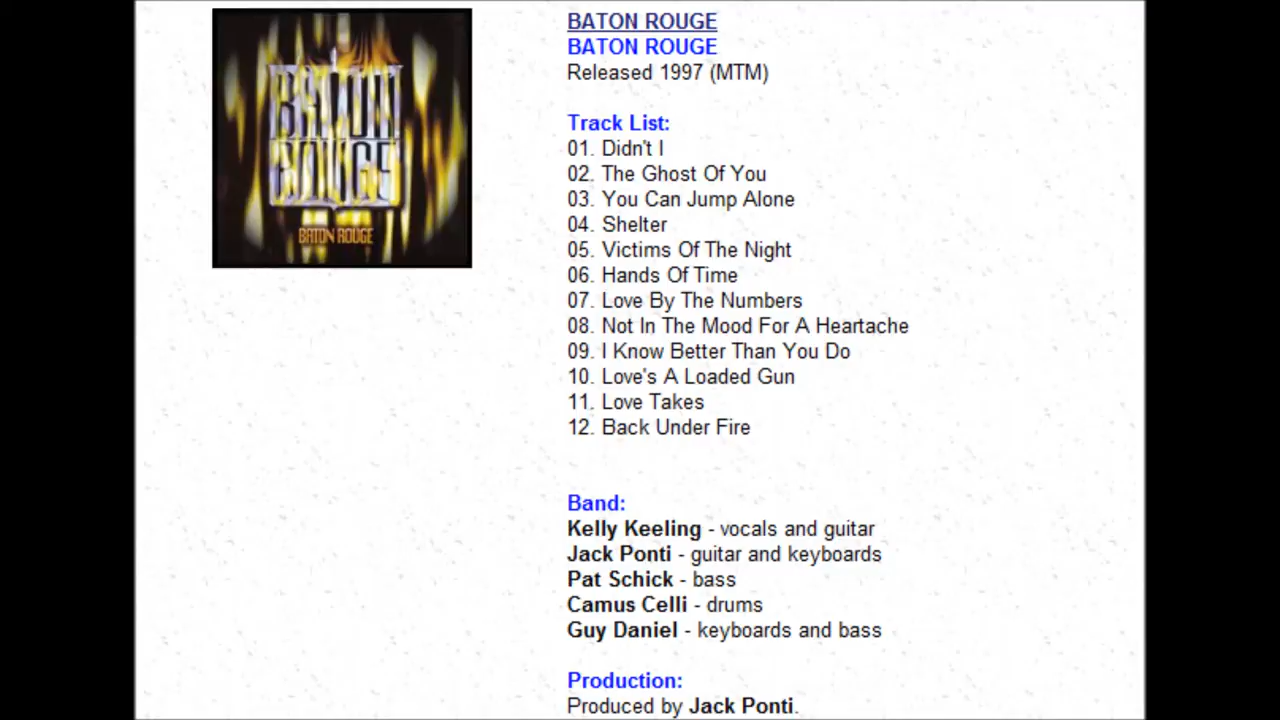 BATON
ROUGE
BATON ROUGE
BATON ROUGE
BATON ROUGE
Released 1997 (MTM)
Track List:
01. Didn't I
02. The Ghost Of You
03. You Can Jump Alone
04. Shelter
05. Victims Of The Night
06. Hands Of Time
07. Love By The Numbers
08. Not In The Mood For A Heartache
09. I Know Better Than You Do
10. Love's A Loaded Gun
11. Love Takes
12. Back Under Fire
Band:
Kelly Keeling - vocals and guitar
Jack Ponti - guitar and keyboards
Pat Schick - bass
Camus Celli - drums
Guy Daniel - keyboards and bass
Production:
Produced by Jack Ponti.